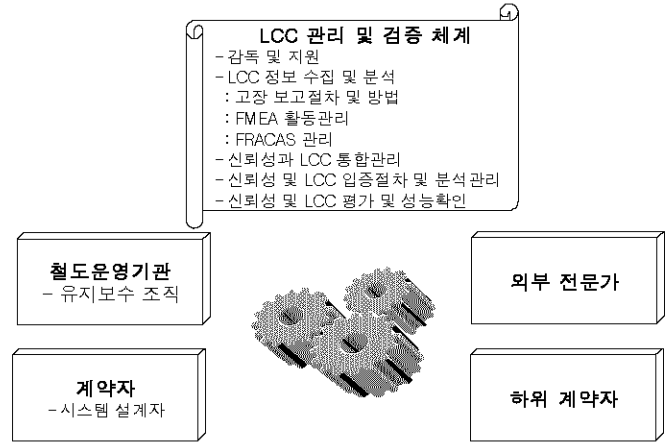 LCC 관리 및 검증 체계
- 감독 및 지원
- LCC 정보 수집 및 분석
: 고장 보고절차 및 방법
: FMEA 활동관리
: FRACAS 관리
- 신뢰성과 LCC 통합관리
- 신뢰성 및 LCC 입증절차 및 분석관리
- 신뢰성 및 LCC 평가 및 성능확인
철도운영기관
- 유지보수 조직
외부 전문가
계약자
- 시스템 설계자
하위 계약자